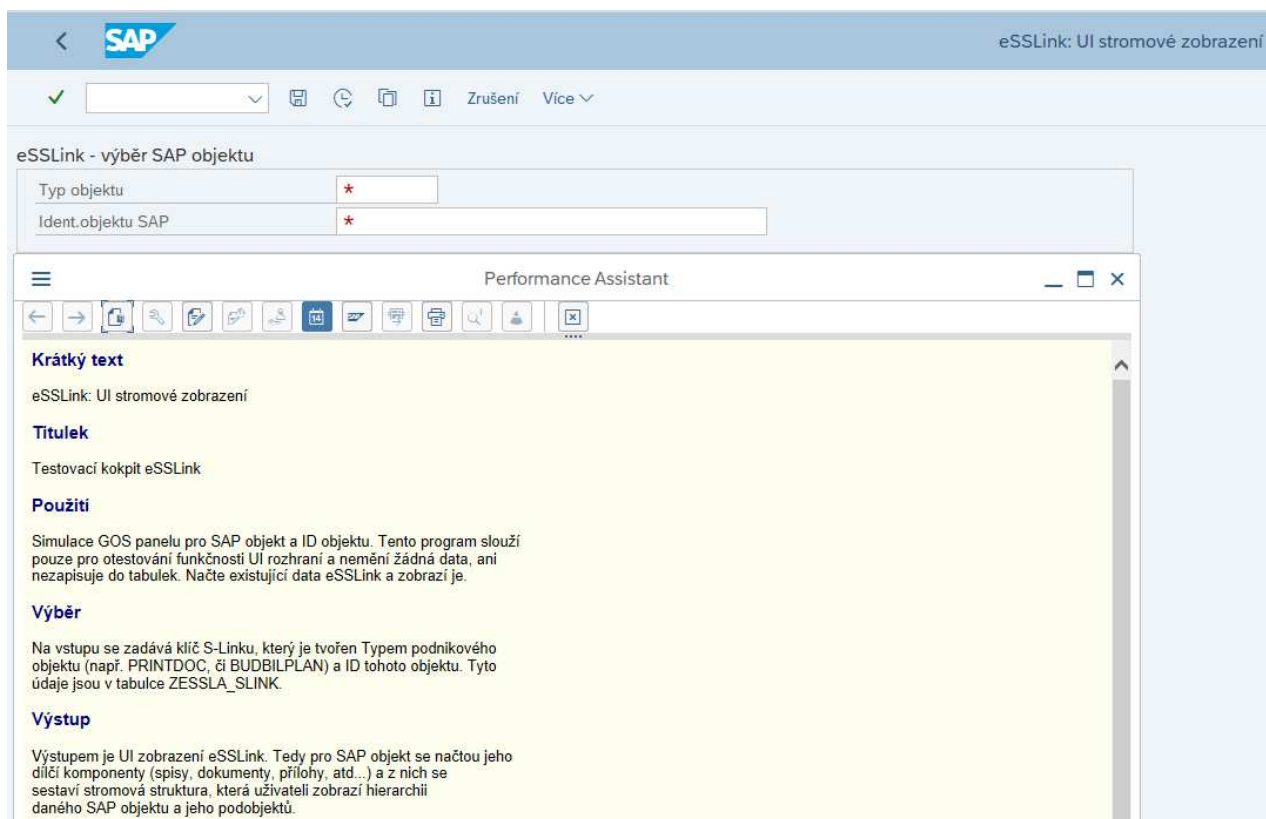 SAP
eSSLink: UI stromové zobrazení
Zrušení Více
eSSLink - výběr SAP objektu
Typ objektu *
Ident.objektu SAP *
Performance Assistant
14
Krátký text
eSSLink: UI stromové zobrazení
Titulek
Testovací kokpit eSSLink
Použití
Simulace GOS panelu pro SAP objekt a ID objektu. Tento program slouží
pouze pro otestování funkčnosti UI rozhraní a nemění žádná data, ani
nezapisuje do tabulek. Načte existující data eSSLink a zobrazí je.
Výběr
Na vstupu se zadává klíč S-Linku, který je tvořen Typem podnikového
objektu (např. PRINTDOC, či BUDBILPLAN) a ID tohoto objektu. Tyto
údaje jsou v tabulce ZESSLA_SLINK.
Výstup
Výstupem je UI zobrazení eSSLink. Tedy pro SAP objekt se načtou jeho
dílčí komponenty (spisy, dokumenty, přílohy, atd...) a z nich se
sestaví stromová struktura, která uživateli zobrazí hierarchii
daného SAP objektu a jeho podobjektů.